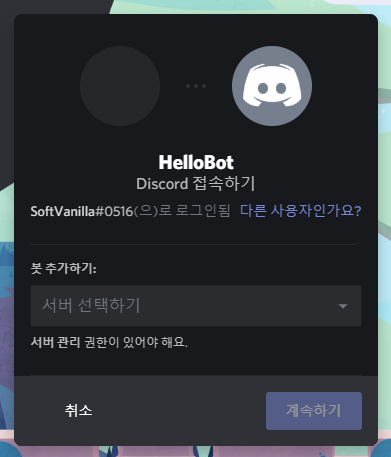 HelloBot
Discord 접속하기
SoftVanilla#0516(으)로 로그인됨 다른 사용자인가요?
봇 추가하기:
서버 선택하기
서버 관리 권한이 있어야 해요.
취소 계속하기